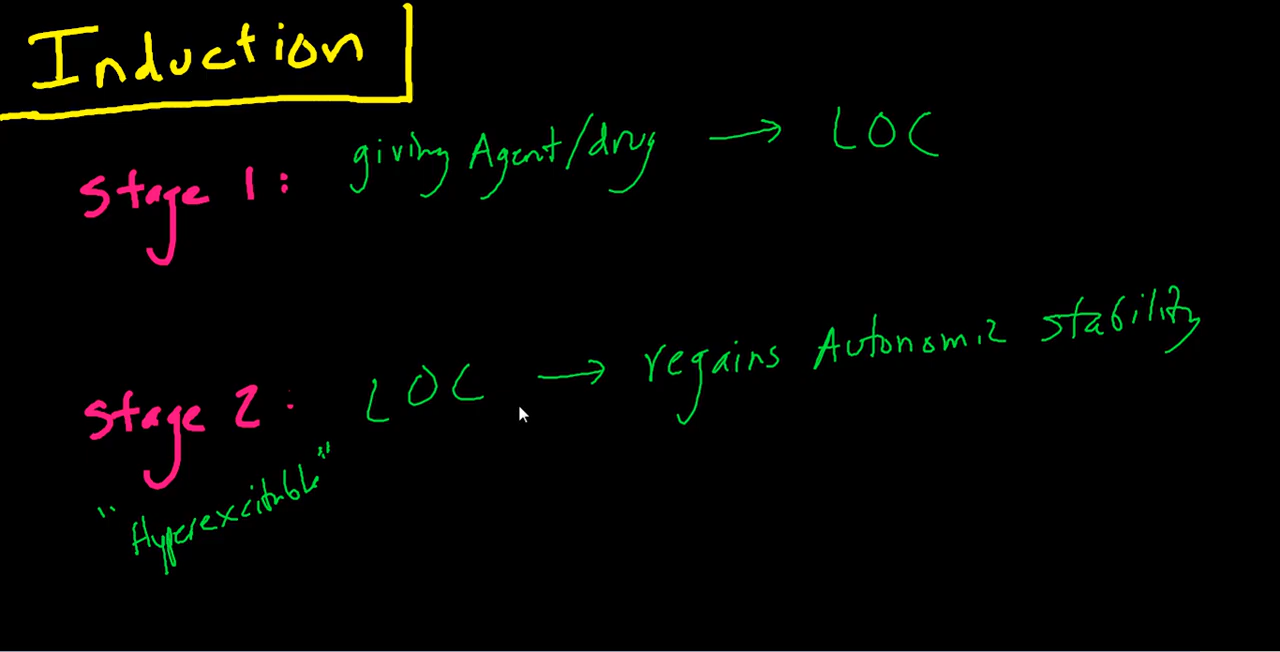 Induction
Stage 1: giving Agent/drug → LOC
Stage 2: LOC → regains Autonomic stability
"Hyperexcitable"